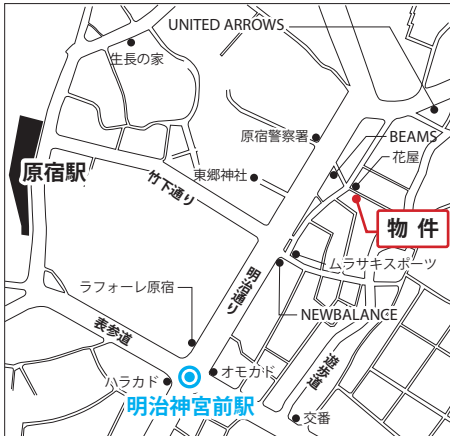 UNITED ARROWS
生長の家
原宿警察署
BEAMS
花屋
原宿駅
竹下通り
東郷神社
物件
ムラサキスポーツ
ラフォーレ原宿
明治通り
NEWBALANCE
表参道
遊歩道
ハラカド
オモカド
明治神宮前駅
交番